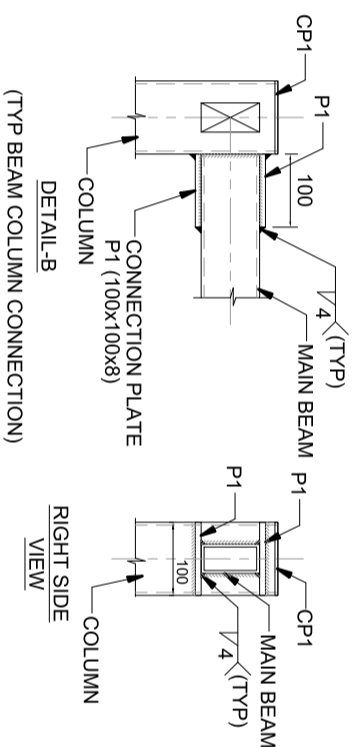 CP1
P1
100
4
(TYP)
MAIN BEAM
CONNECTION PLATE
P1 (100x100x8)
COLUMN
DETAIL-B
(TYP BEAM COLUMN CONNECTION)
P1
P1
CP1
100
MAIN BEAM
4
(TYP)
COLUMN
RIGHT SIDE
VIEW